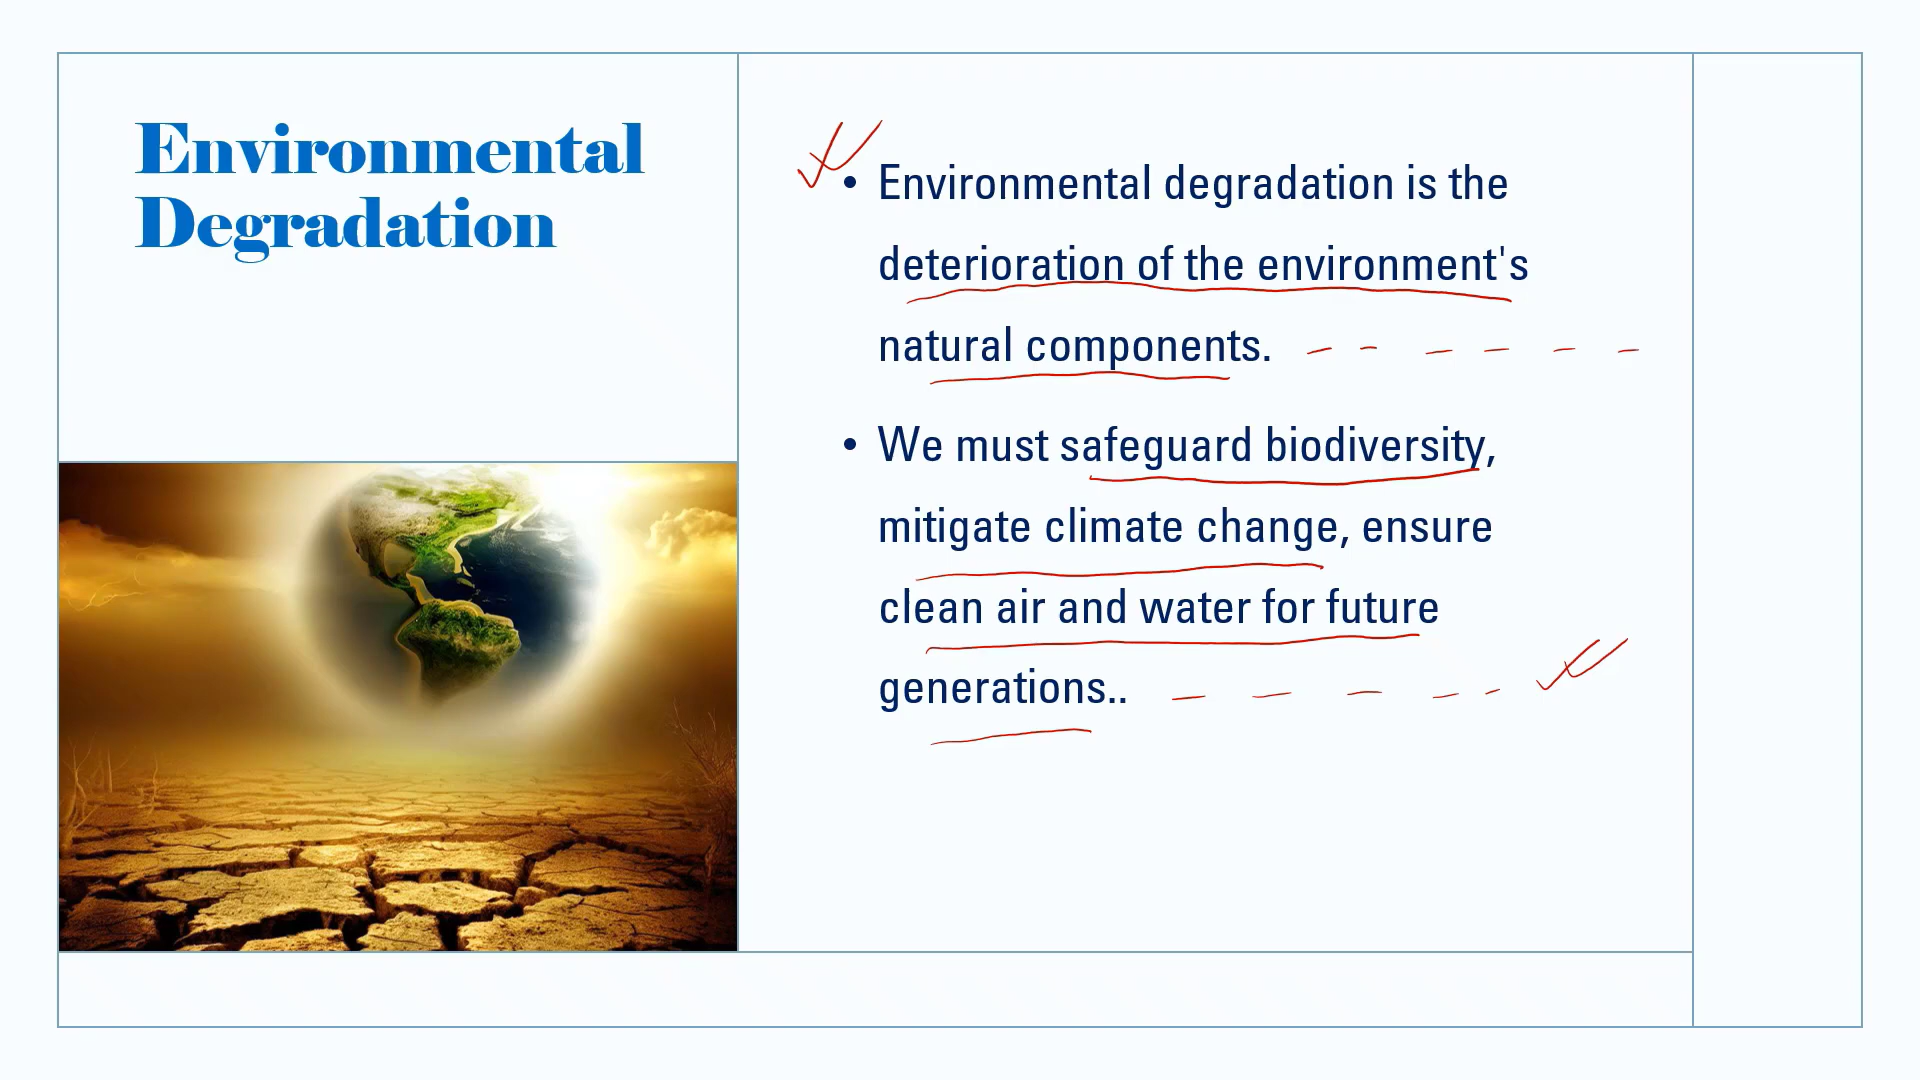 Environmental
Degradation
• Environmental degradation is the
deterioration of the environment's
natural components.
• We must safeguard biodiversity,
mitigate climate change, ensure
clean air and water for future
generations..